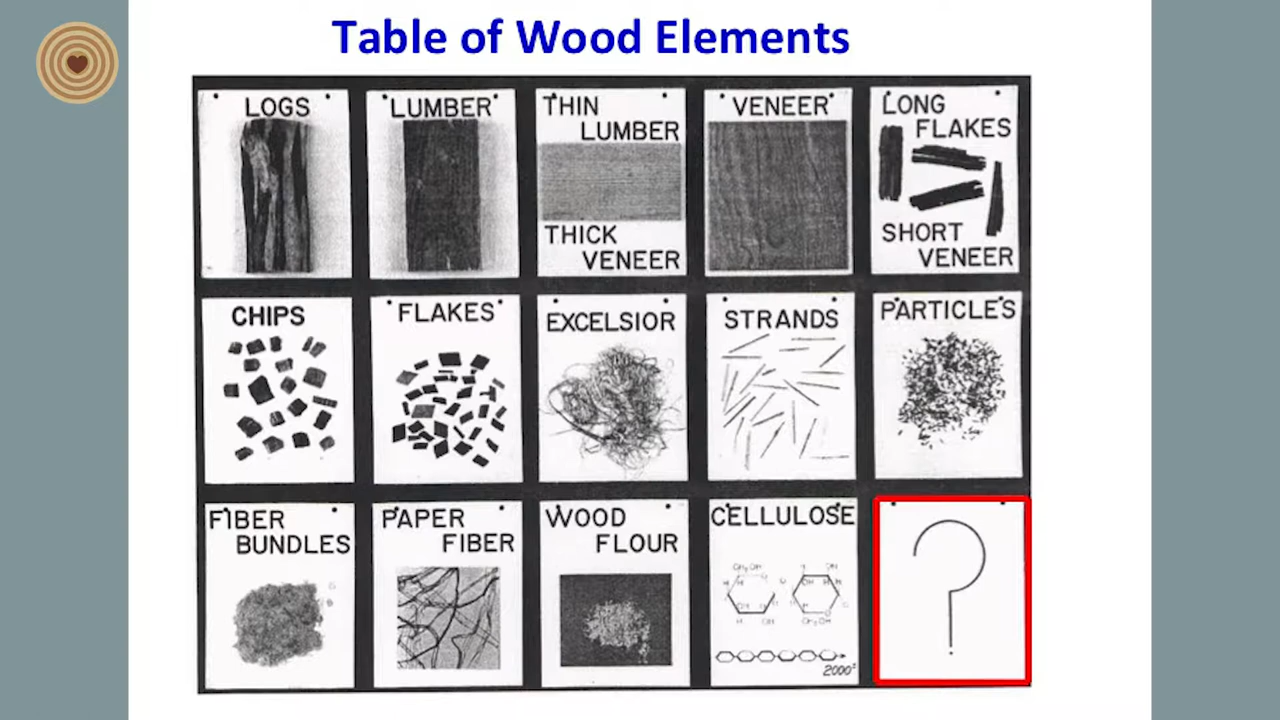 Table of Wood Elements
LOGS
LUMBER
THIN
LUMBER
THICK
VENEER
VENEER
LONG
FLAKES
SHORT
VENEER
CHIPS
FLAKES
EXCELSIOR
STRANDS
PARTICLES
FIBER
BUNDLES
PAPER
FIBER
WOOD
FLOUR
CELLULOSE
2000±
?